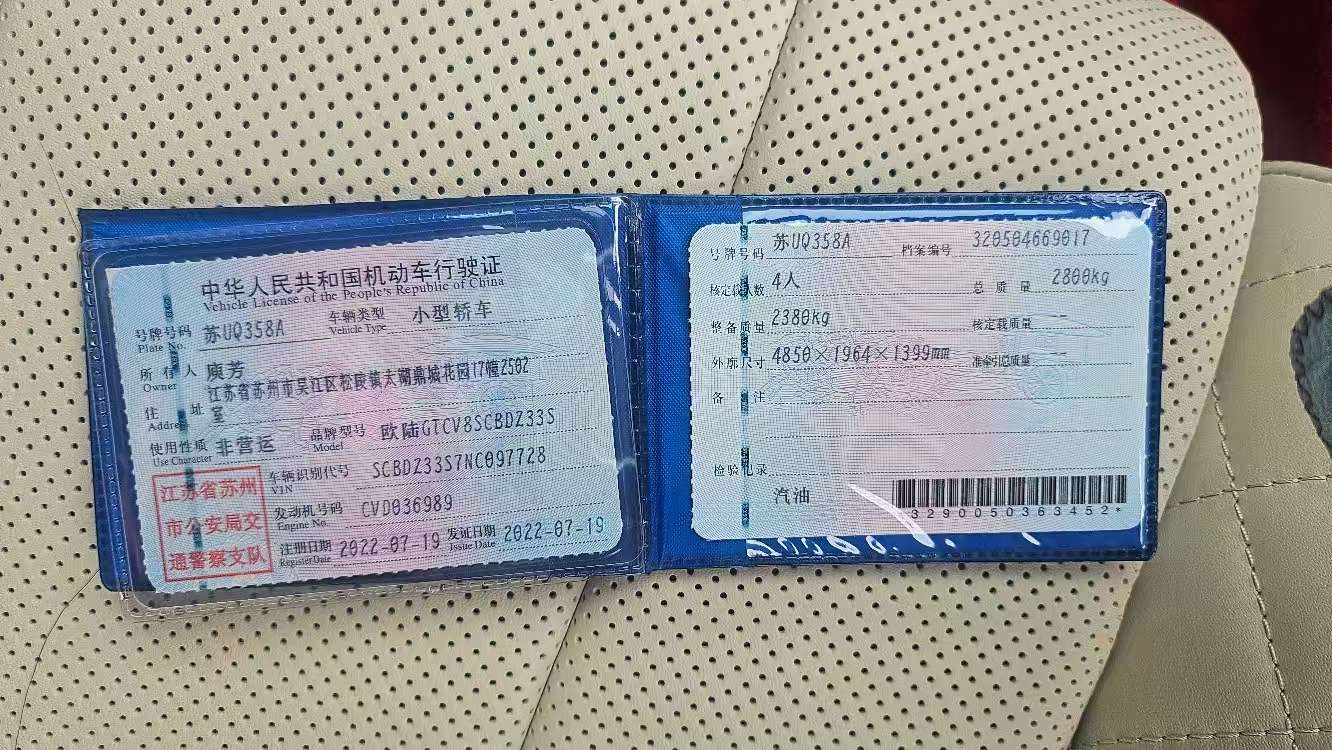 中华人民共和国机动车行驶证
Vehicle License of the People's Republic of China
号牌号码 苏UQ358A 车辆类型 小型轿车
Plate No. Vehicle Type
所有人 庾芳
Owner
住址 江苏省苏州市吴江区松陵镇太湖鼎城花园17幢2502
Address 室
使用性质 非营运 品牌型号 欧陆GTCV8SCBDZ33S
Use Character Model
江苏省苏州
市公安局交
通警察支队
车辆识别代号 SCBDZ33S7NC097728
VIN
发动机号码 CVD036989
Engine No.
注册日期 2022-07-19 发证日期 2022-07-19
Register Date Issue Date
号牌号码 苏UQ358A 档案编号 320504669017
核定载人数 4人 总质量 2800kg
整备质量 2380kg 核定载质量 --
外廓尺寸 4850×1964×1399mm 准牵引总质量 --
备注
检验记录
汽油
*3290050363452*